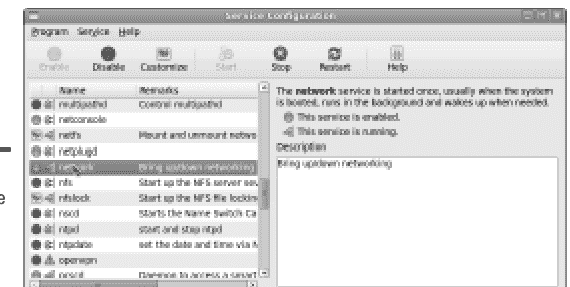 Service Configuration
Program Service Help
Enable Disable Customize Start Stop Restart Help
Name Remarks
multipathd Control multipathd
netconsole
netfs Mount and unmount netwo
netplugd
network Bring up/down networking
nfs Start up the NFS server
nfslock Start up the NFS file lockin
nscd Starts the Name Switch Ca
ntpd start and stop ntpd
ntpdate set the date and time via N
openvpn
pcscd Daemon to access a smart
The network service is started once, usually when the system
is booted, runs in the background and wakes up when needed.
This service is enabled.
This service is running.
Description
Bring up/down networking
e